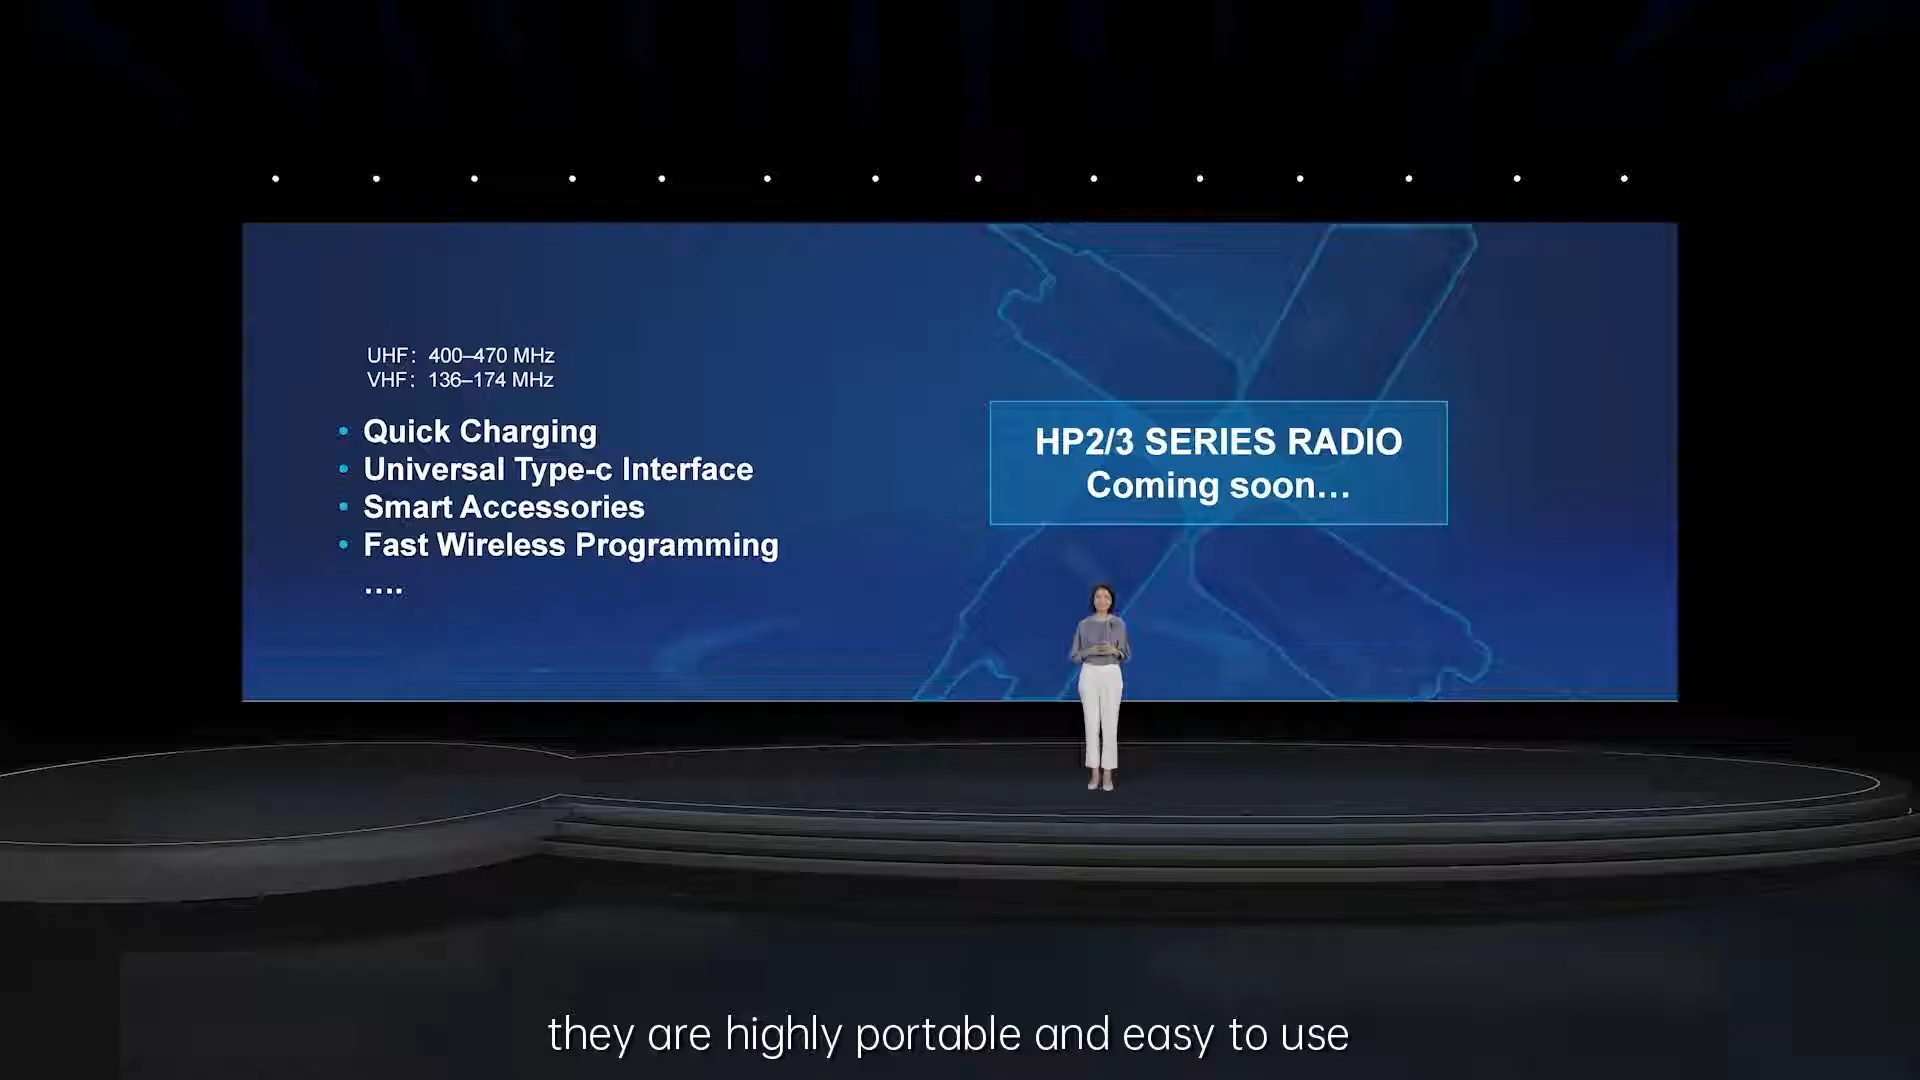 UHF: 400–470 MHz
VHF: 136–174 MHz
• Quick Charging
• Universal Type-c Interface
• Smart Accessories
• Fast Wireless Programming
....
HP2/3 SERIES RADIO
Coming soon...
they are highly portable and easy to use